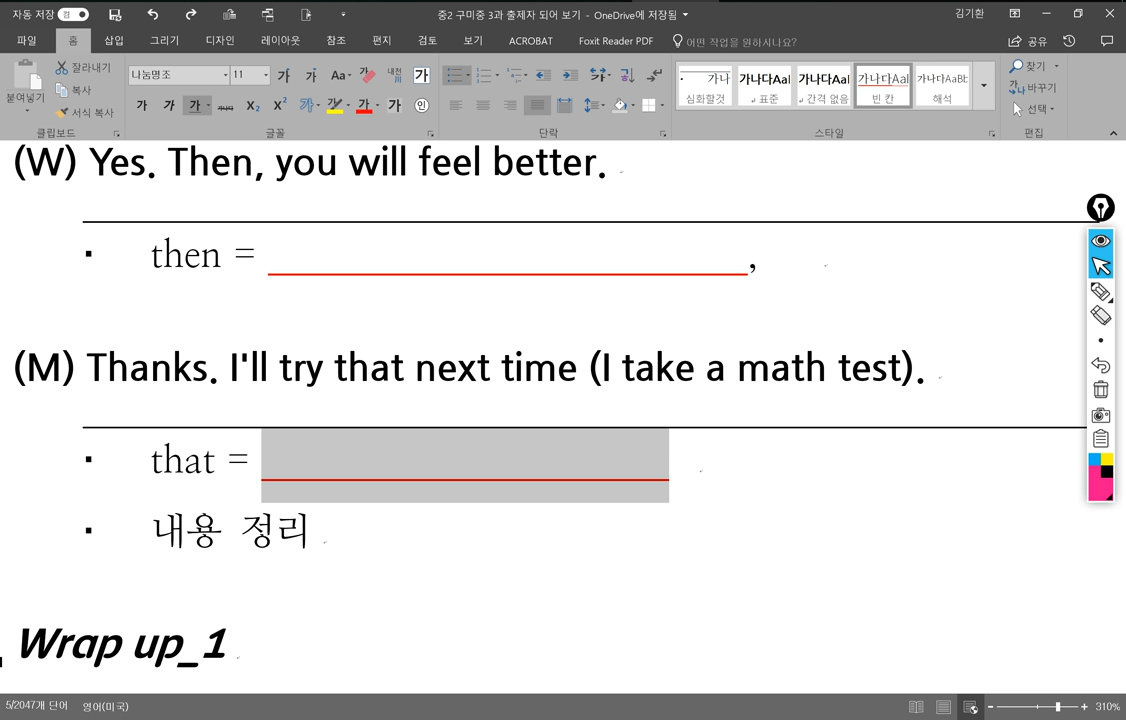 자동 저장 켬
중2 구미중 3과 출제자 되어 보기 - OneDrive에 저장됨
김기환
파일 홈 삽입 그리기 디자인 레이아웃 참조 편지 검토 보기 ACROBAT Foxit Reader PDF 어떤 작업을 원하시나요? 공유
붙여넣기
잘라내기
복사
서식 복사
클립보드
나눔명조 11
글꼴
단락
가나
심화할것
가나다AaI
표준
가나다AaI
간격 없음
가나다AaI
빈 칸
가나다AaBb
해석
스타일
찾기
바꾸기
선택
편집
(W) Yes. Then, you will feel better.
▪ then = ,
(M) Thanks. I'll try that next time (I take a math test).
▪ that =
▪ 내용 정리
Wrap up_1
5/2047개 단어 영어(미국)
310%